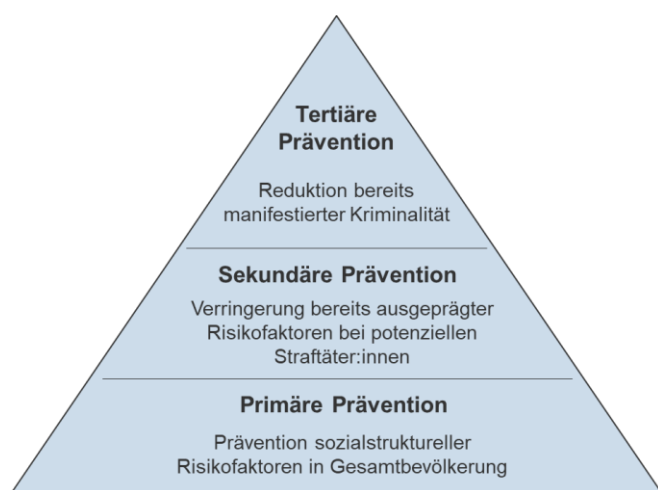 Tertiäre
Prävention
Reduktion bereits
manifestierter Kriminalität
Sekundäre Prävention
Verringerung bereits ausgeprägter
Risikofaktoren bei potenziellen
Straftäter:innen
Primäre Prävention
Prävention sozialstruktureller
Risikofaktoren in Gesamtbevölkerung